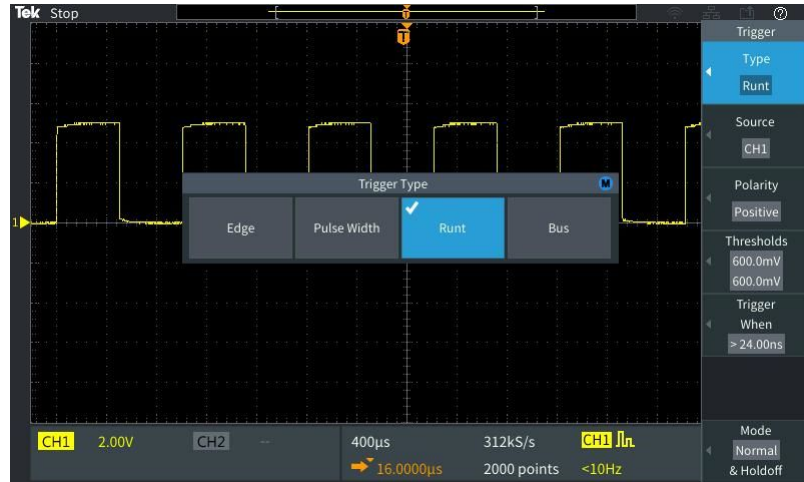 Tek Stop
T
Trigger
Type
Runt
Source
CH1
Polarity
Positive
Thresholds
600.0mV
600.0mV
Trigger
When
> 24.00ns
Mode
Normal
& Holdoff
Trigger Type M
Edge Pulse Width Runt Bus
1
CH1 2.00V CH2 -- 400µs 312kS/s CH1
16.0000µs 2000 points <10Hz